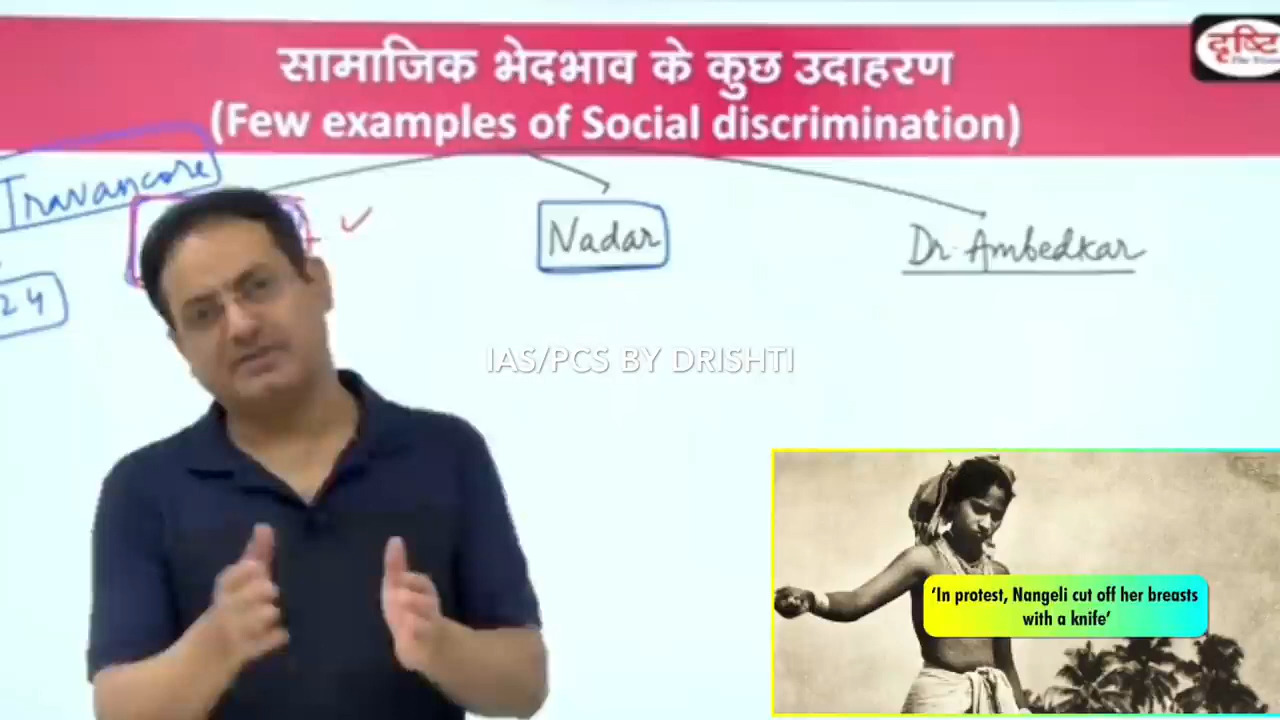 सामाजिक भेदभाव के कुछ उदाहरण
(Few examples of Social discrimination)
दृष्टि
Travancore
Nadar
Dr. Ambedkar
24
IAS/PCS BY DRISHTI
‘In protest, Nangeli cut off her breasts
with a knife’